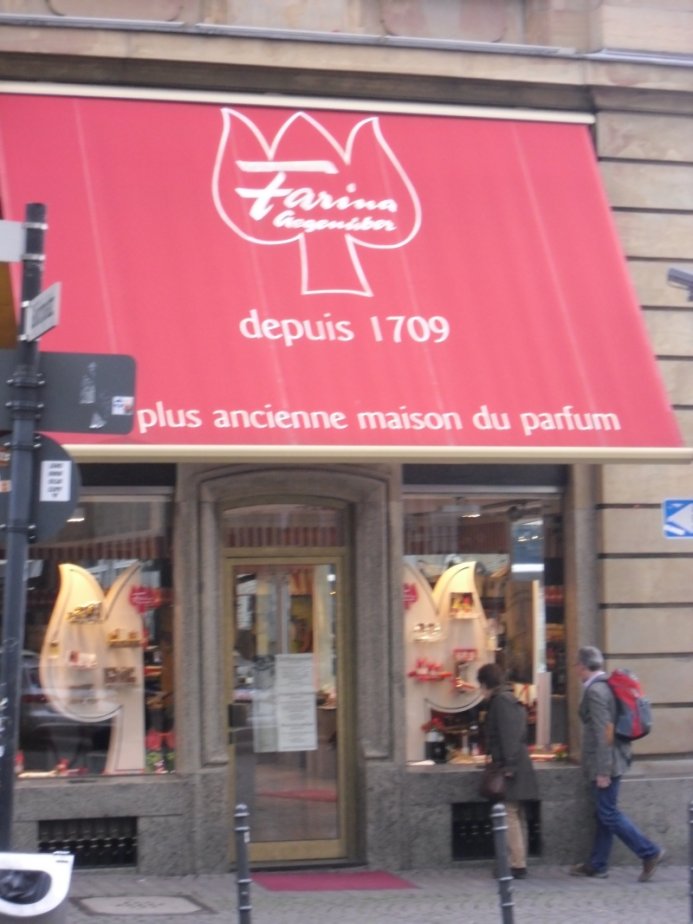 Farina
Gegenüber
depuis 1709
plus ancienne maison du parfum